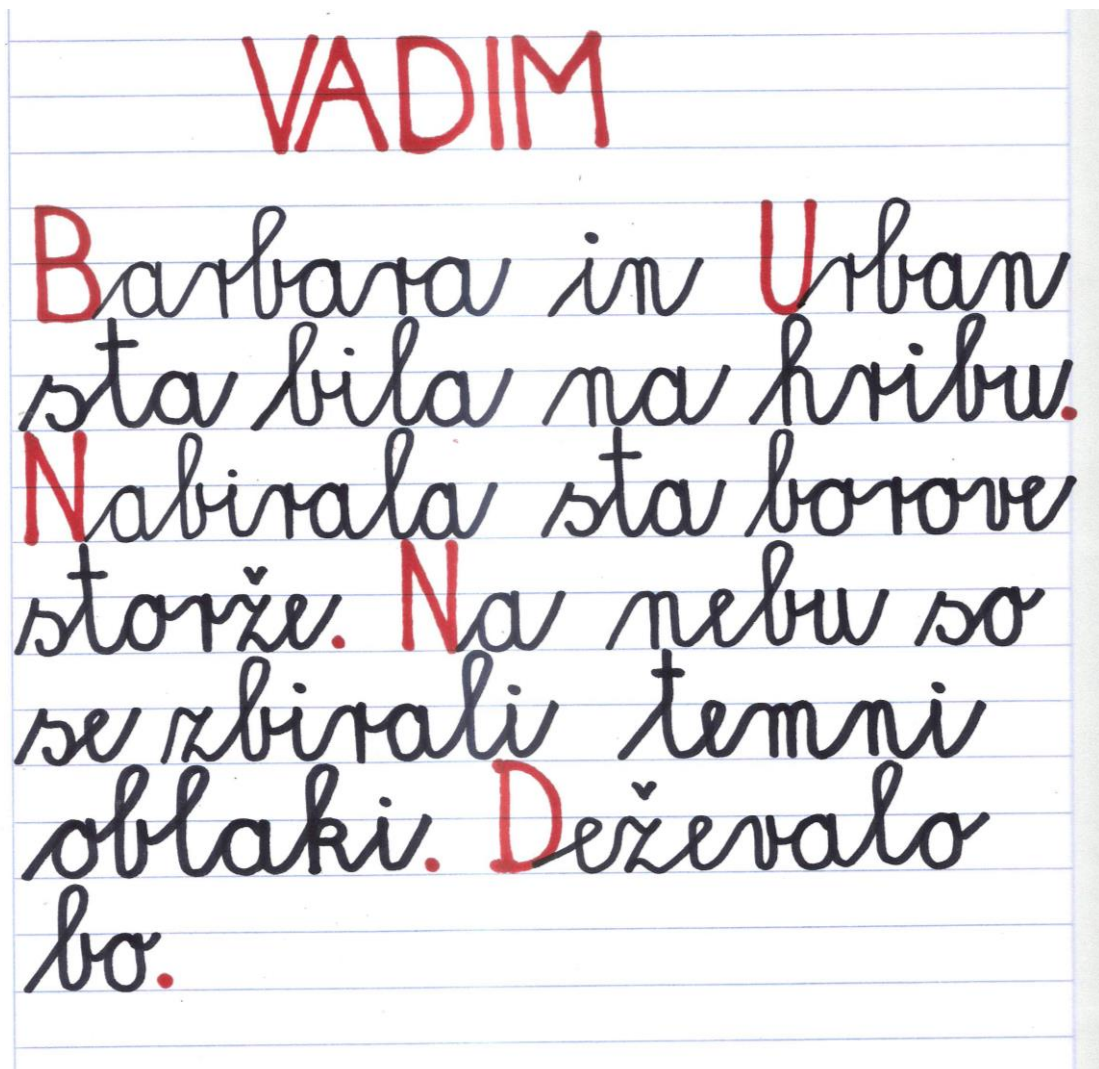 VADIM
Barbara in Urban
sta bila na hribu.
Nabirala sta borove
storže. Na nebu so
se zbirali temni
oblaki. Deževalo
bo.